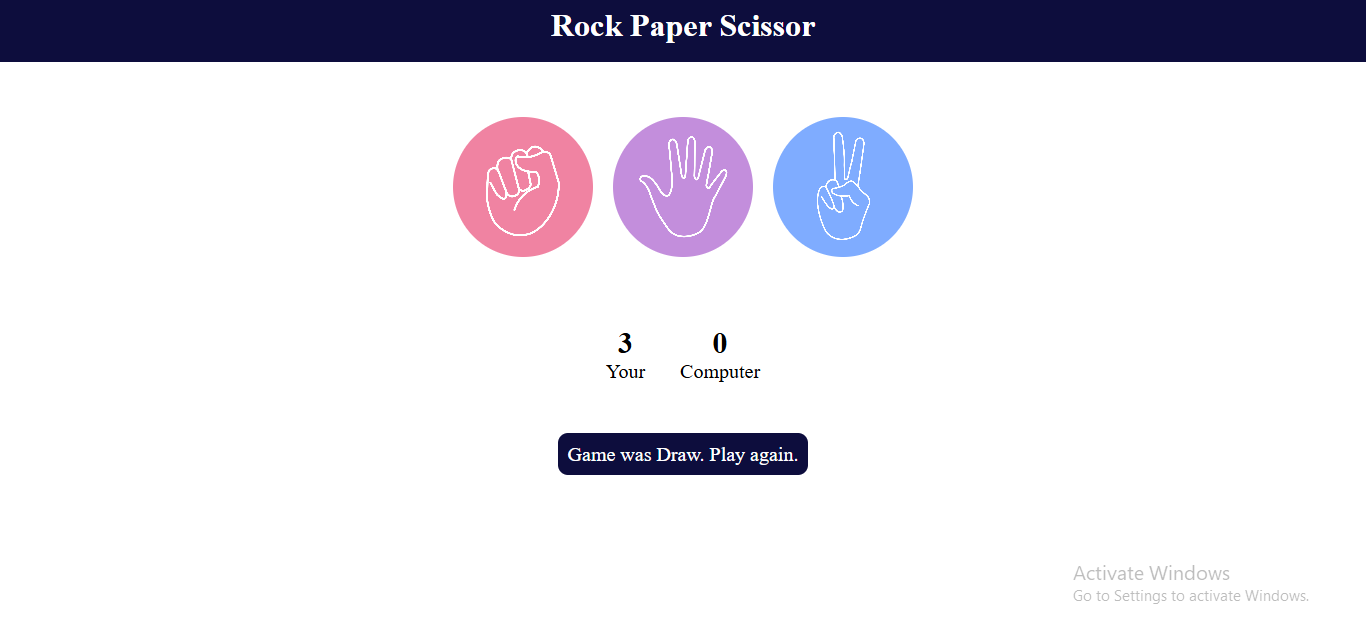 Rock Paper Scissor
3 0
Your Computer
Game was Draw. Play again.
Activate Windows
Go to Settings to activate Windows.